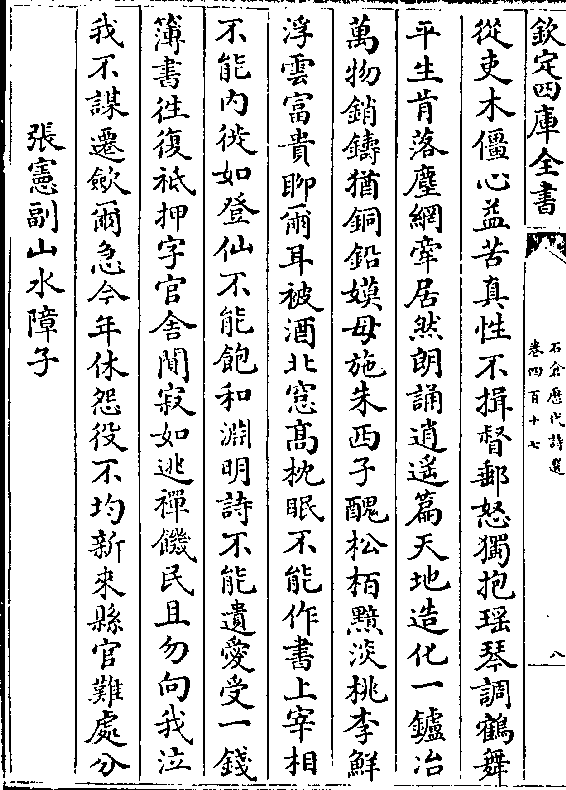 欽定四庫全書
石倉歷代詩選
卷四百十七
八
從吏木僵心益苦真性不揖督郵怒獨抱瑶琴調鶴舞
平生肯落塵網牽居然朗誦逍遥篇天地造化一鑪冶
萬物銷鑄猶銅鉛嫫母施朱西子醜松栢黯淡桃李鮮
浮雲富貴聊爾耳被酒北窓高枕眠不能作書上宰相
不能内徙如登仙不能飽和淵明詩不能遺愛受一錢
簿書往復祗押字官舍閒寂如逃禪饑民且勿向我泣
我不謀遷歛爾急今年休怨役不均新來縣官難處分
張憲副山水障子